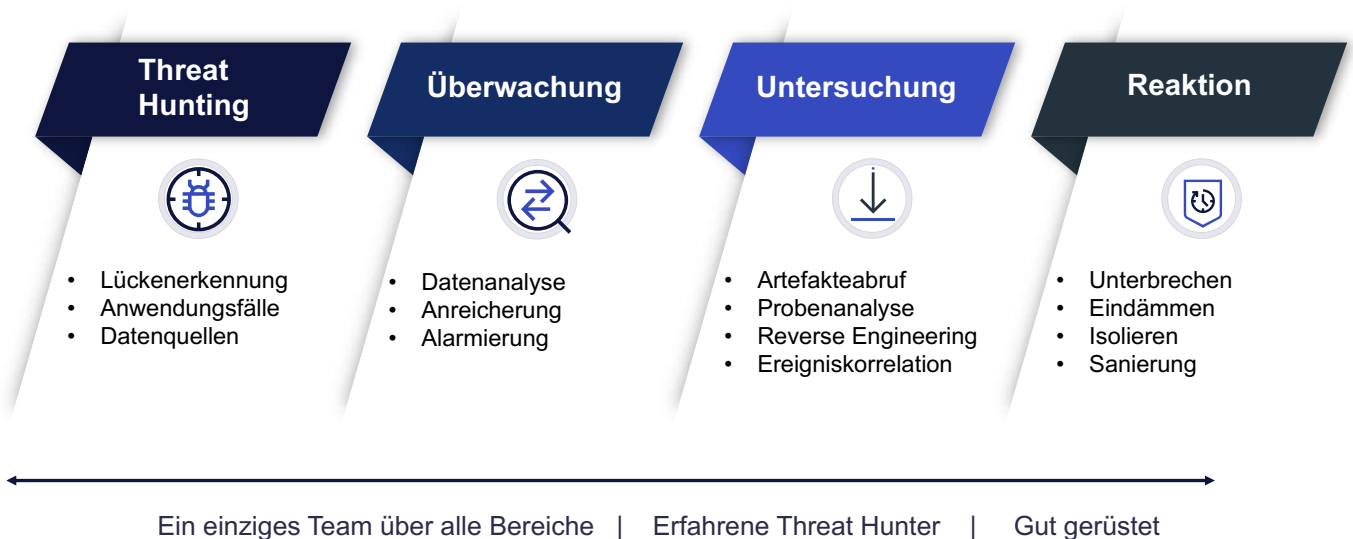 Threat
Hunting
• Lückenerkennung
• Anwendungsfälle
• Datenquellen
Überwachung
• Datenanalyse
• Anreicherung
• Alarmierung
Untersuchung
• Artefakteabruf
• Probenanalyse
• Reverse Engineering
• Ereigniskorrelation
Reaktion
• Unterbrechen
• Eindämmen
• Isolieren
• Sanierung
Ein einziges Team über alle Bereiche | Erfahrene Threat Hunter | Gut gerüstet